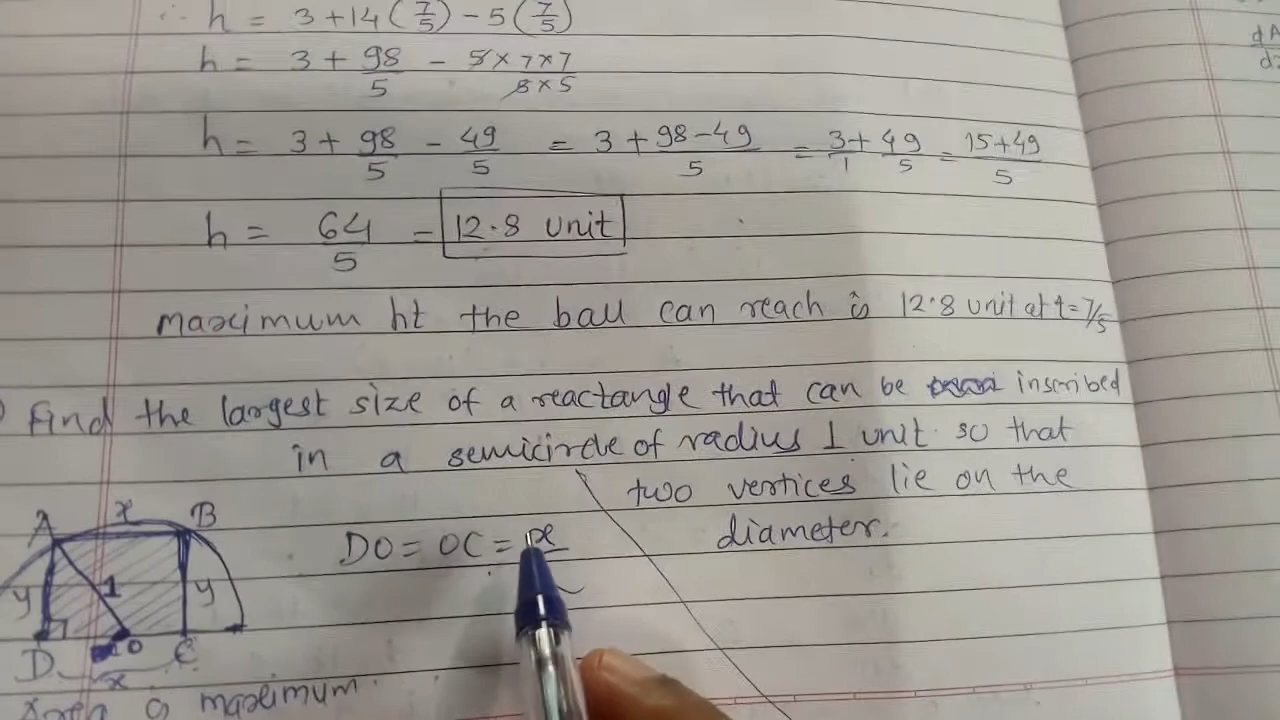 ∴ h = 3+14(7/5) - 5(7/5)
h = 3 + 98/5 - 5×7×7/5×5
h = 3 + 98/5 - 49/5 = 3 + 98-49/5 = 3/1 + 49/5 = 15+49/5
h = 64/5 = 12.8 unit
maximum ht the ball can reach is 12.8 unit at t=7/5
Find the largest size of a reactangle that can be inscribed
in a semicircle of radius 1 unit so that
two vertices lie on the
diameter.
A x B
DO = OC = x
y 1 y
D O C
x
Area is maximum
dA